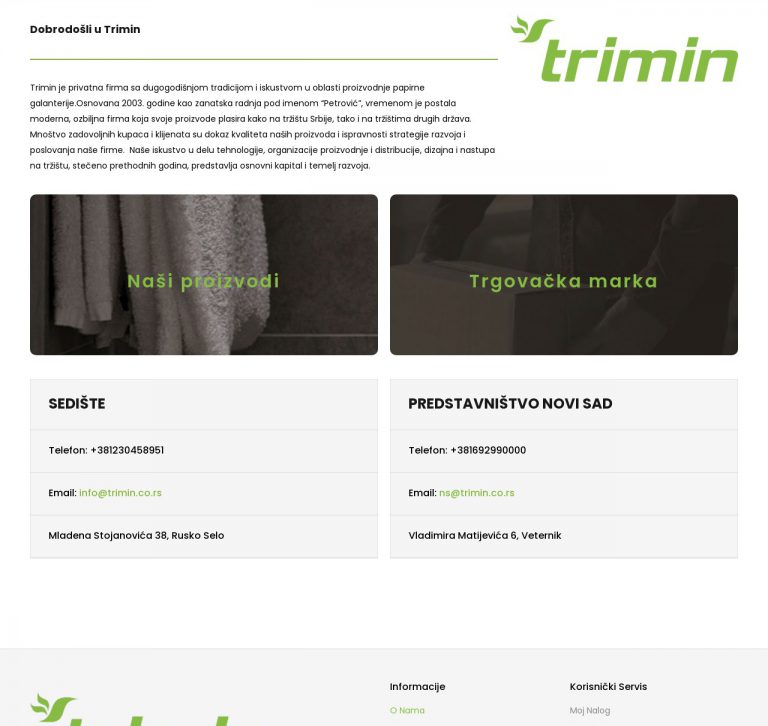 Dobrodošli u Trimin
trimin
Trimin je privatna firma sa dugogodišnjom tradicijom i iskustvom u oblasti proizvodnje papirne
galanterije.Osnovana 2003. godine kao zanatska radnja pod imenom “Petrović”, vremenom je postala
moderna, ozbiljna firma koja svoje proizvode plasira kako na tržištu Srbije, tako i na tržištima drugih država.
Mnoštvo zadovoljnih kupaca i klijenata su dokaz kvaliteta naših proizvoda i ispravnosti strategije razvoja i
poslovanja naše firme.  Naše iskustvo u delu tehnologije, organizacije proizvodnje i distribucije, dizajna i nastupa
na tržištu, stečeno prethodnih godina, predstavlja osnovni kapital i temelj razvoja.
Naši proizvodi
Trgovačka marka
SEDIŠTE
Telefon: +381230458951
Email: info@trimin.co.rs
Mladena Stojanovića 38, Rusko Selo
PREDSTAVNIŠTVO NOVI SAD
Telefon: +381692990000
Email: ns@trimin.co.rs
Vladimira Matijevića 6, Veternik
Informacije
O Nama
Korisnički Servis
Moj Nalog